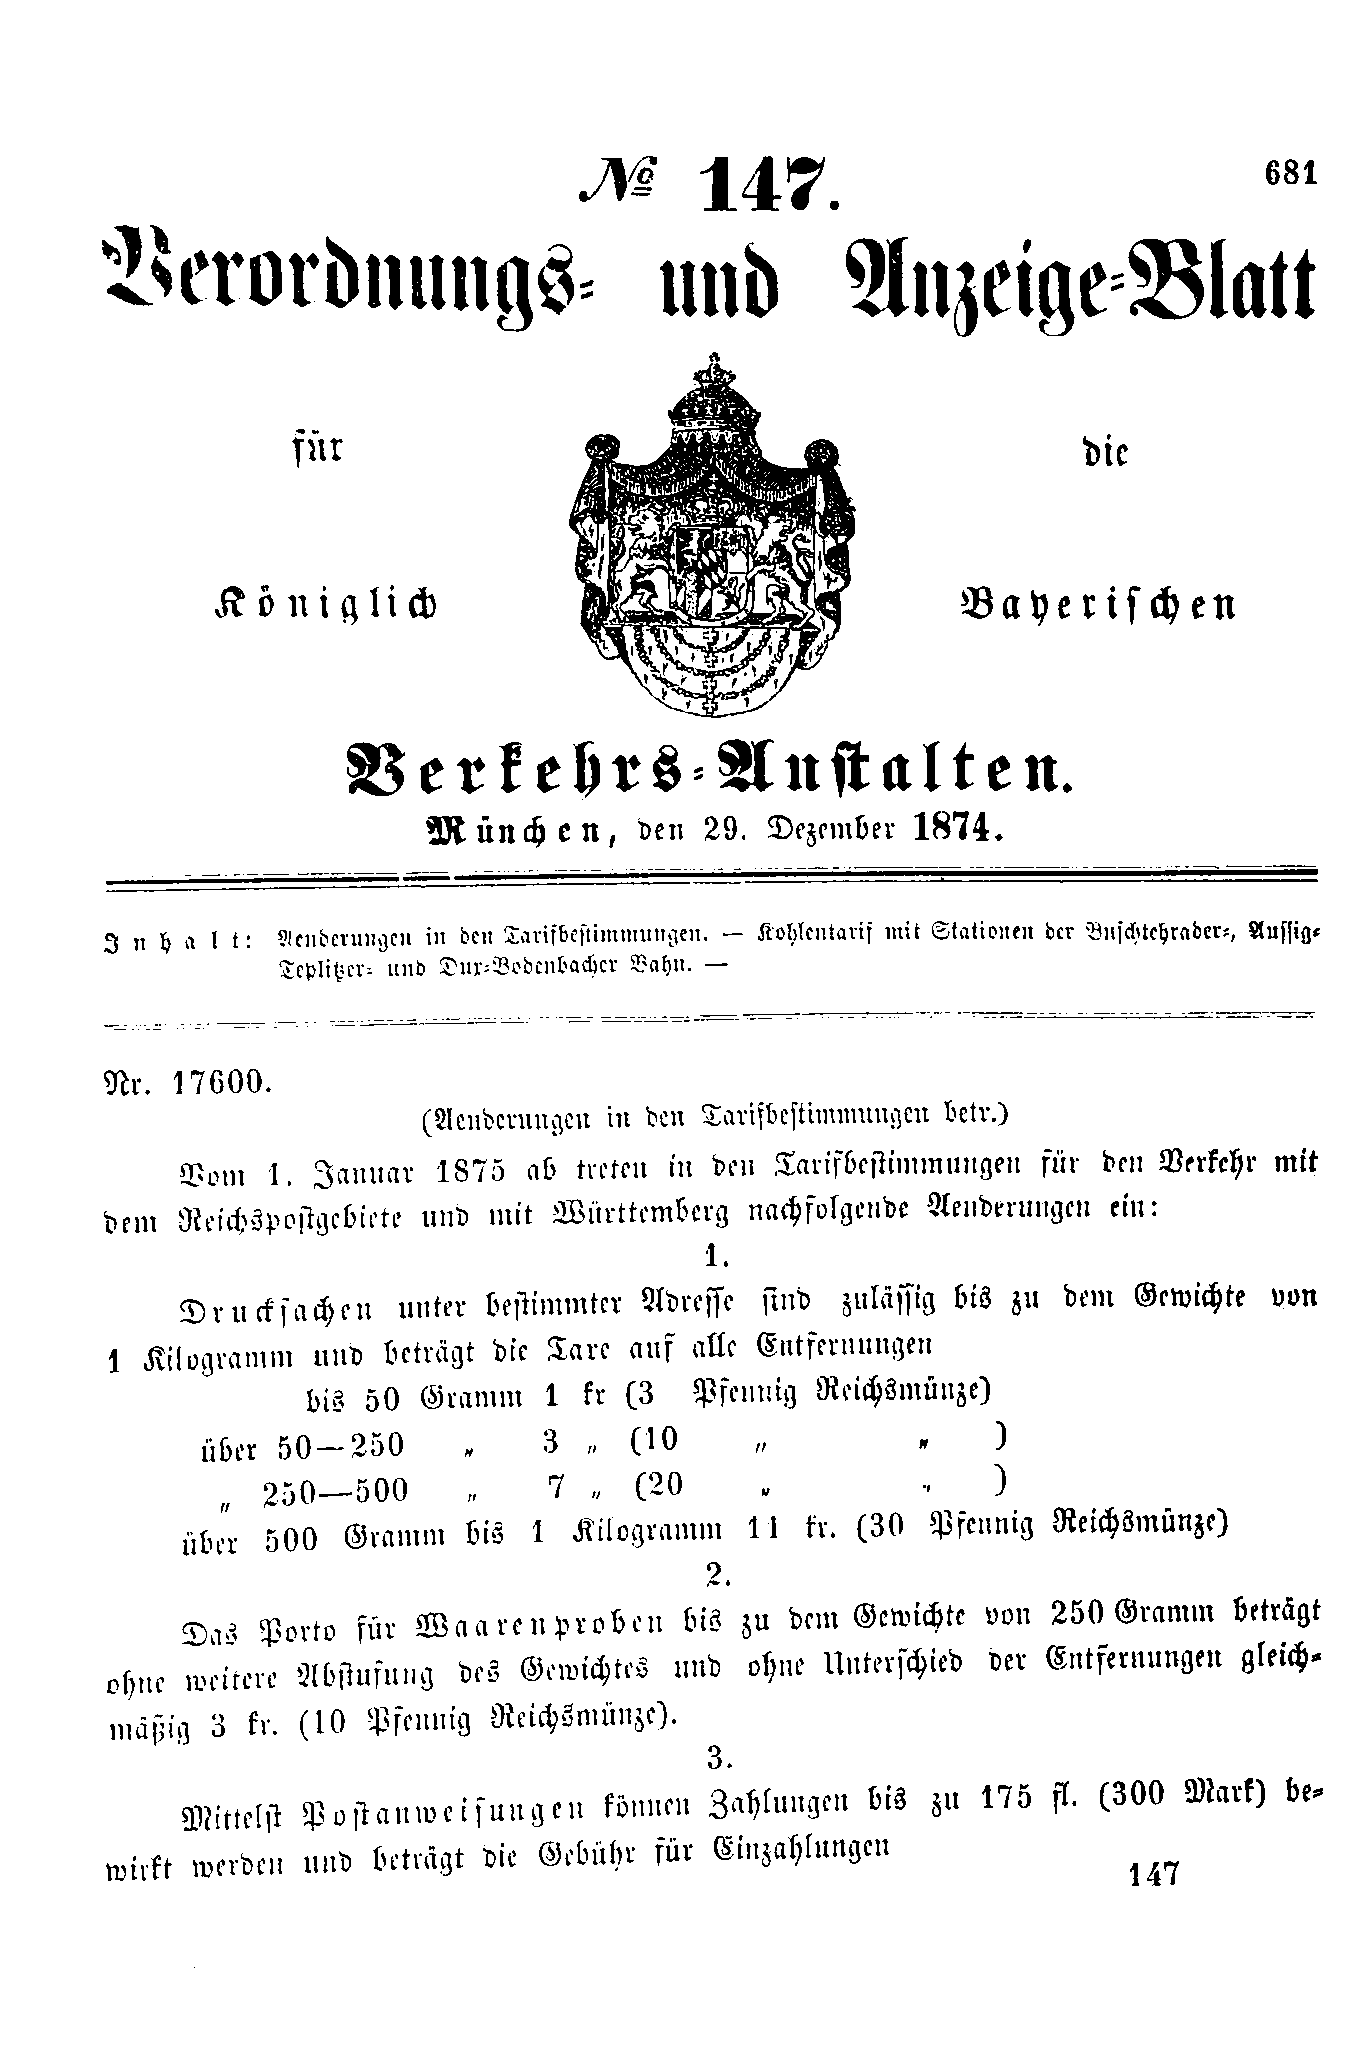 № 147.
681
Verordnungs- und Anzeige-Blatt
für die
Königlich Bayerischen
Verkehrs-Anstalten.
München, den 29. Dezember 1874.
Inhalt: Aenderungen in den Tarifbestimmungen. — Kohlentarif mit Stationen der Buschtehrader-, Aussig-
Teplitzer- und Dux-Bodenbacher Bahn. —
Nr. 17600.
(Aenderungen in den Tarifbestimmungen betr.)
Vom 1. Januar 1875 ab treten in den Tarifbestimmungen für den Verkehr mit
dem Reichspostgebiete und mit Württemberg nachfolgende Aenderungen ein:
1.
Drucksachen unter bestimmter Adresse sind zulässig bis zu dem Gewichte von
1 Kilogramm und beträgt die Taxe auf alle Entfernungen
bis 50 Gramm 1 kr (3 Pfennig Reichsmünze)
über 50—250 „ 3 „ (10 „ „ )
„ 250—500 „ 7 „ (20 „ „ )
über 500 Gramm bis 1 Kilogramm 11 kr. (30 Pfennig Reichsmünze)
2.
Das Porto für Waarenproben bis zu dem Gewichte von 250 Gramm beträgt
ohne weitere Abstufung des Gewichtes und ohne Unterschied der Entfernungen gleich-
mäßig 3 kr. (10 Pfennig Reichsmünze).
3.
Mittelst Postanweisungen können Zahlungen bis zu 175 fl. (300 Mark) be-
wirkt werden und beträgt die Gebühr für Einzahlungen
147